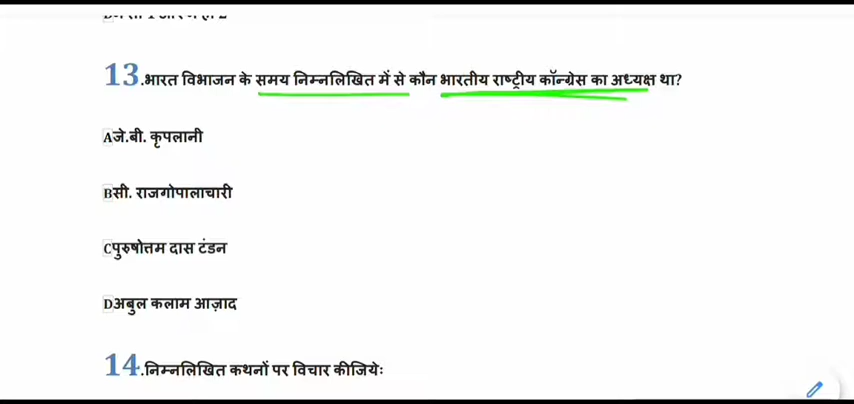 13.भारत विभाजन के समय निम्नलिखित में से कौन भारतीय राष्ट्रीय कॉन्ग्रेस का अध्यक्ष था?
Aजे.बी. कृपलानी
Bसी. राजगोपालाचारी
Cपुरुषोत्तम दास टंडन
Dअबुल कलाम आज़ाद
14.निम्नलिखित कथनों पर विचार कीजियेः